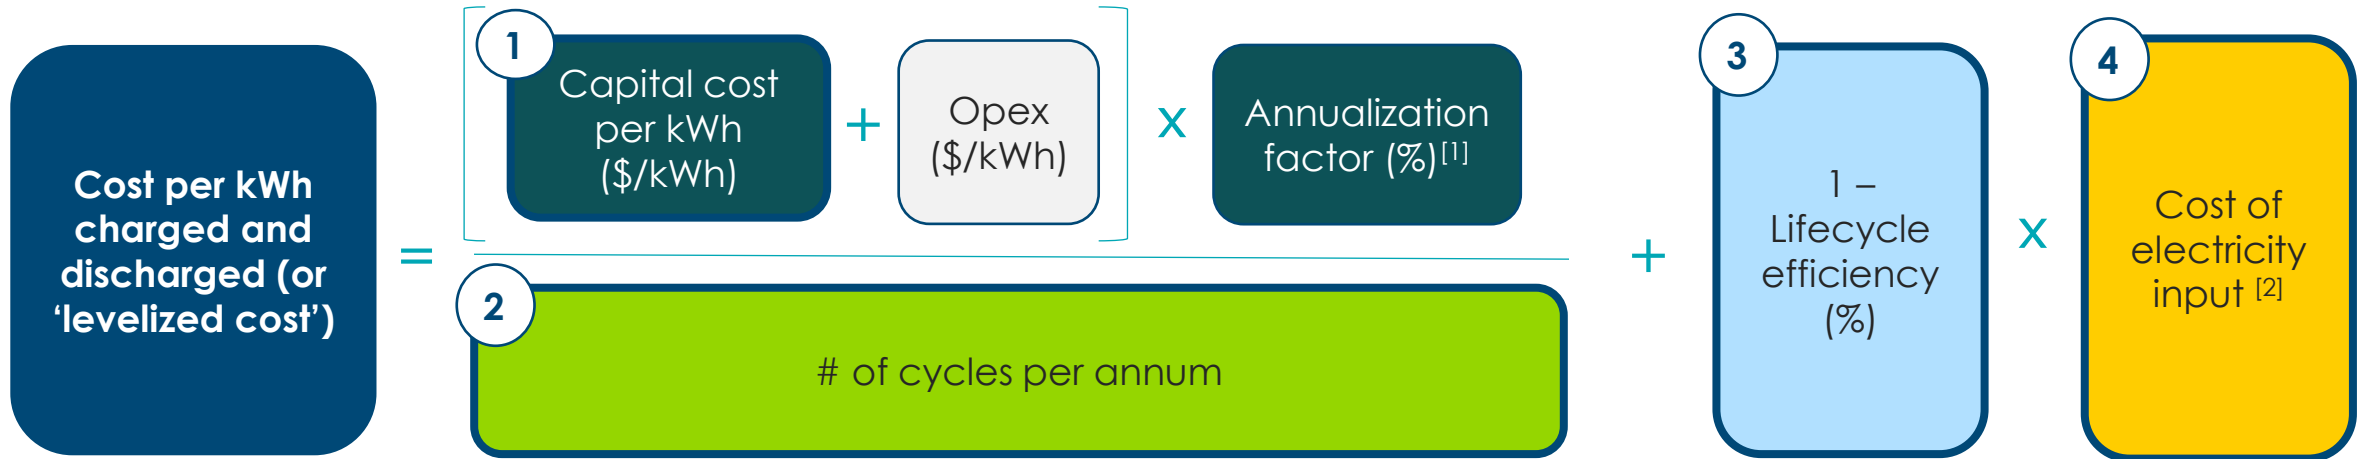 Cost per kWh
charged and
discharged (or
‘levelized cost’)
=
1
Capital cost
per kWh
($/kWh)
+
Opex
($/kWh)
x
Annualization
factor (%)[1]
2
# of cycles per annum
+
3
1 –
Lifecycle
efficiency
(%)
x
4
Cost of
electricity
input [2]